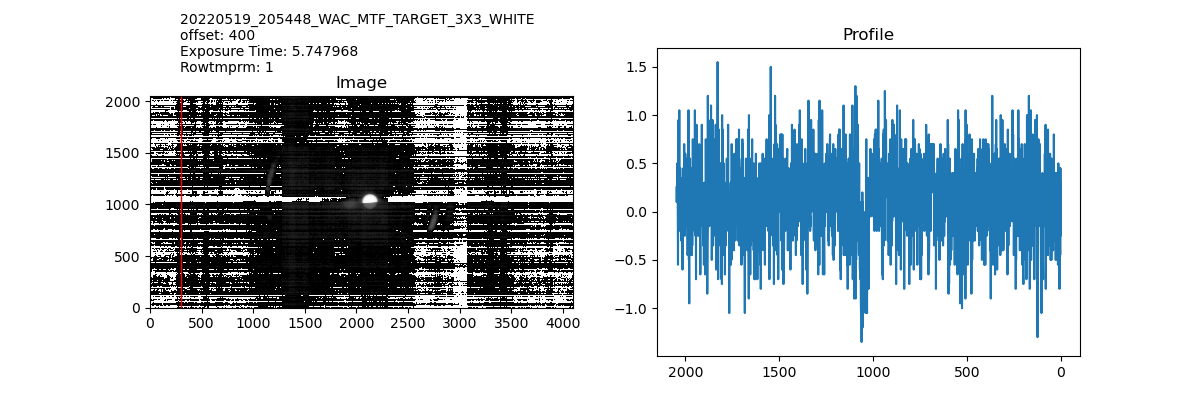 20220519_205448_WAC_MTF_TARGET_3X3_WHITE
offset: 400
Exposure Time: 5.747968
Rowtmprm: 1
Image
2000
1500
1000
500
0
0 500 1000 1500 2000 2500 3000 3500 4000
Profile
1.5
1.0
0.5
0.0
−0.5
−1.0
2000 1500 1000 500 0